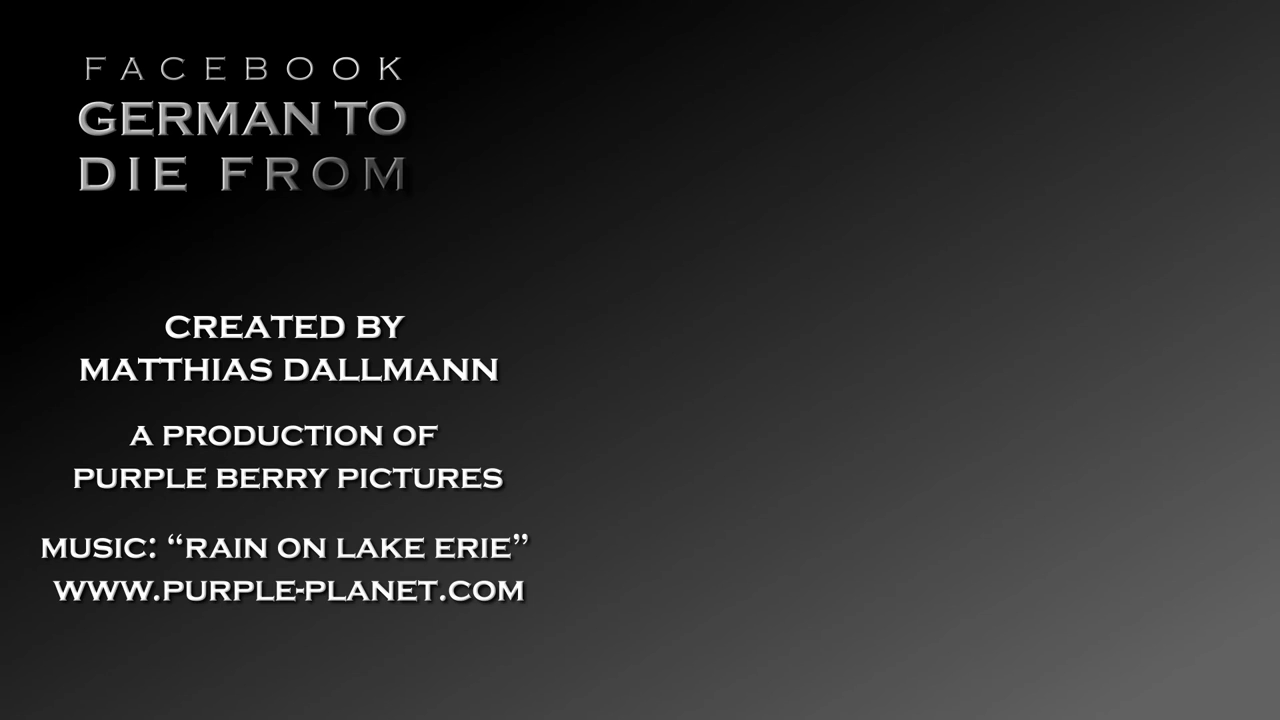 FACEBOOK
GERMAN TO
DIE FROM
CREATED BY
MATTHIAS DALLMANN
A PRODUCTION OF
PURPLE BERRY PICTURES
MUSIC: “RAIN ON LAKE ERIE”
WWW.PURPLE-PLANET.COM